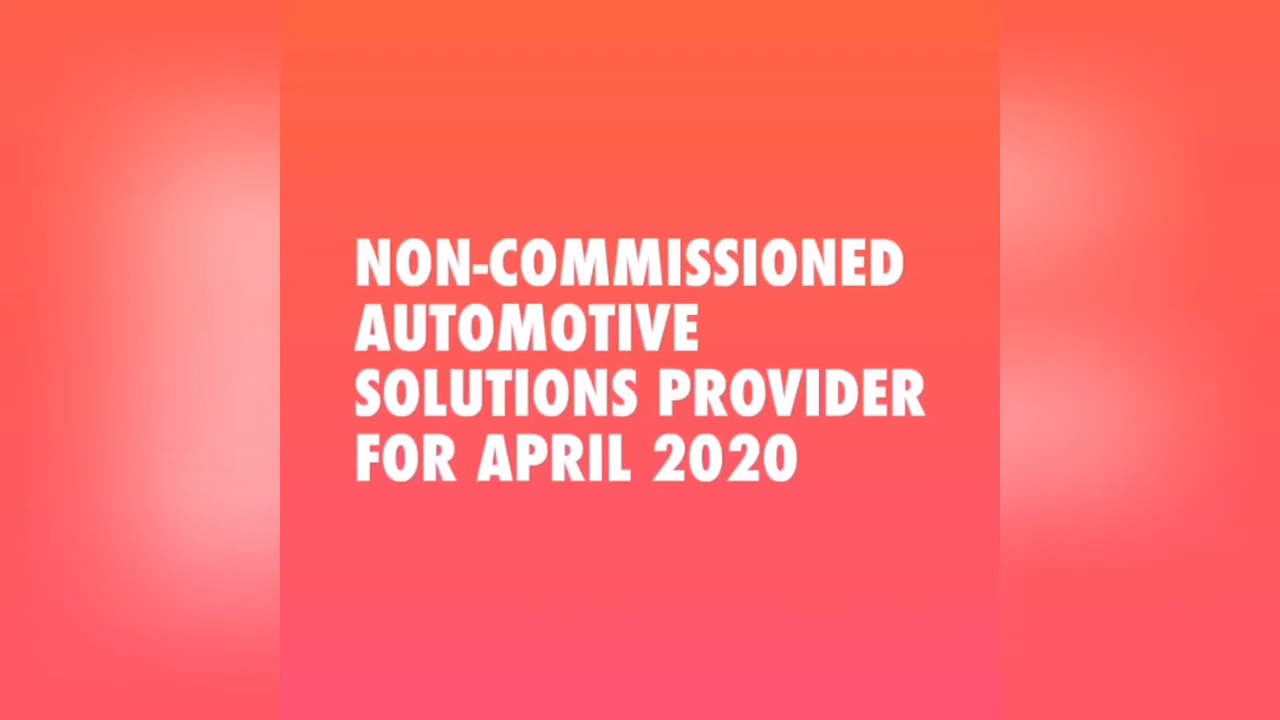 NON-COMMISSIONED
AUTOMOTIVE
SOLUTIONS PROVIDER
FOR APRIL 2020